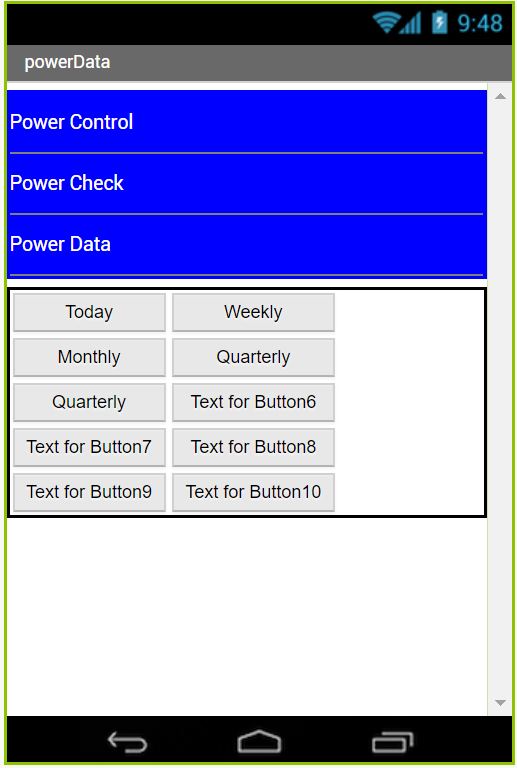 9:48
powerData
Power Control
Power Check
Power Data
Today Weekly
Monthly Quarterly
Quarterly Text for Button6
Text for Button7 Text for Button8
Text for Button9 Text for Button10